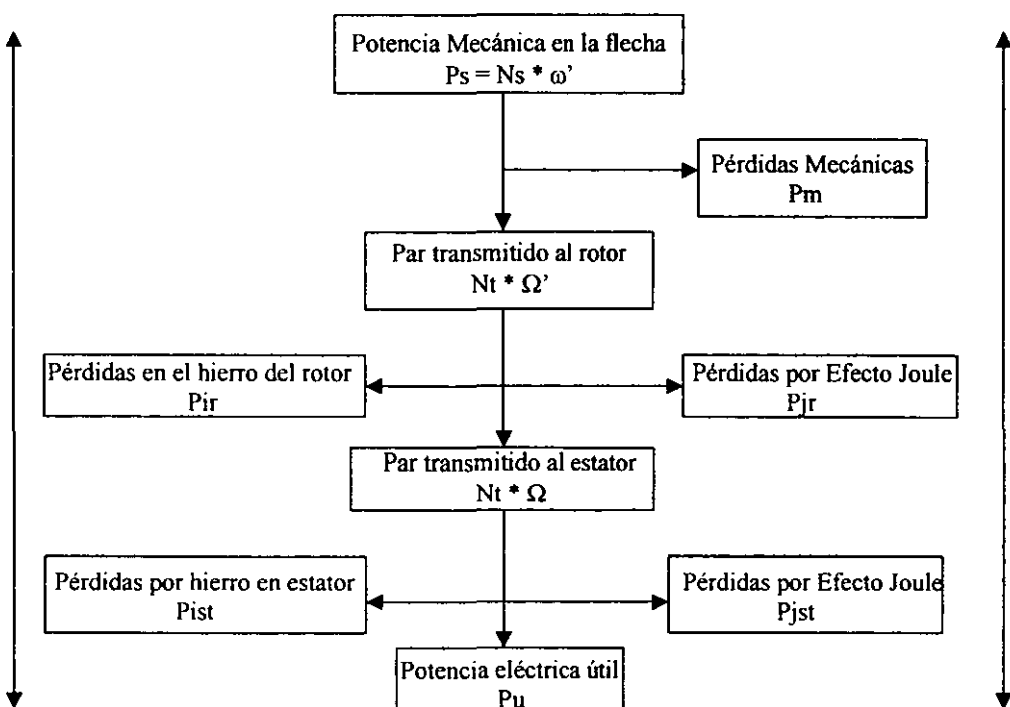 Potencia Mecánica en la flecha
Ps = Ns * ω’
Pérdidas Mecánicas
Pm
Par transmitido al rotor
Nt * Ω’
Pérdidas en el hierro del rotor
Pir
Pérdidas por Efecto Joule
Pjr
Par transmitido al estator
Nt * Ω
Pérdidas por hierro en estator
Pist
Pérdidas por Efecto Joule
Pjst
Potencia eléctrica útil
Pu